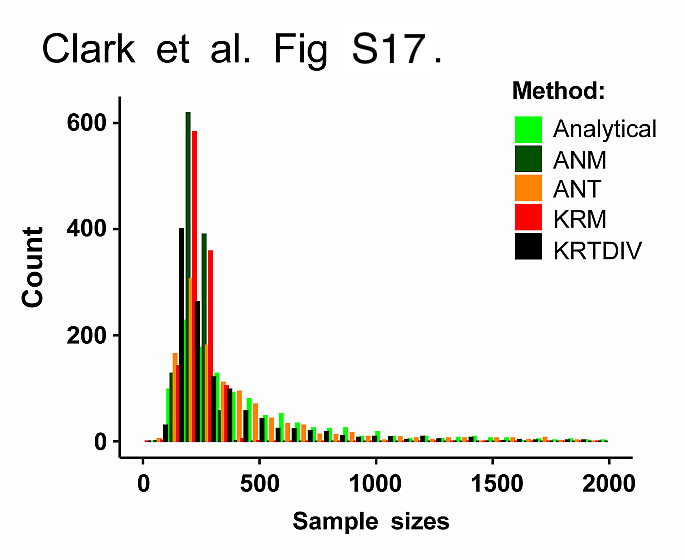 Clark et al. Fig S17.
Method:
Analytical
ANM
ANT
KRM
KRTDIV
600
400
200
0
Count
0 500 1000 1500 2000
Sample sizes